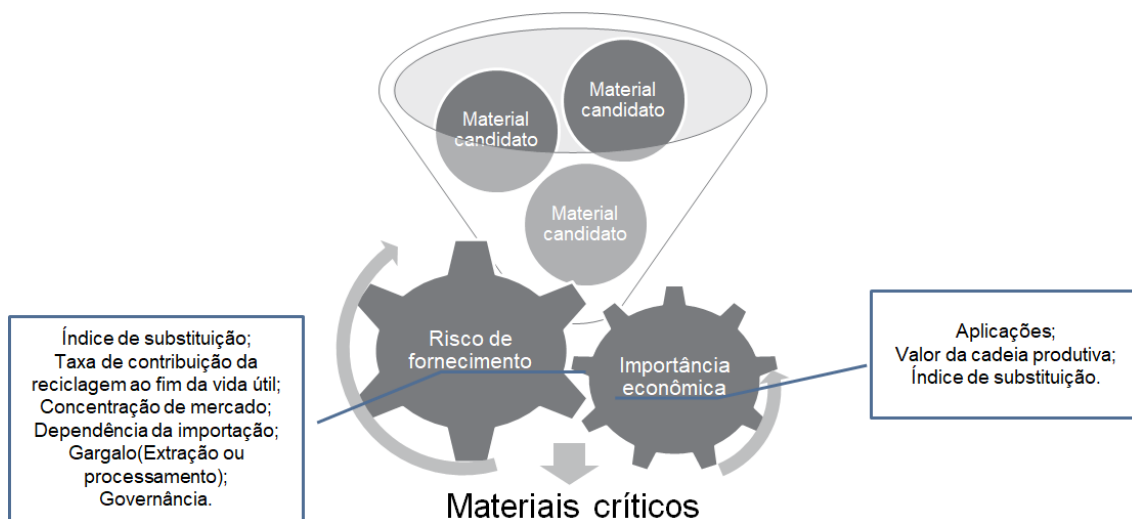 Material
candidato
Material
candidato
Material
candidato
Risco de
fornecimento
Importância
econômica
Índice de substituição;
Taxa de contribuição da
reciclagem ao fim da vida útil;
Concentração de mercado;
Dependência da importação;
Gargalo(Extração ou
processamento);
Governância.
Aplicações;
Valor da cadeia produtiva;
Índice de substituição.
Materiais críticos